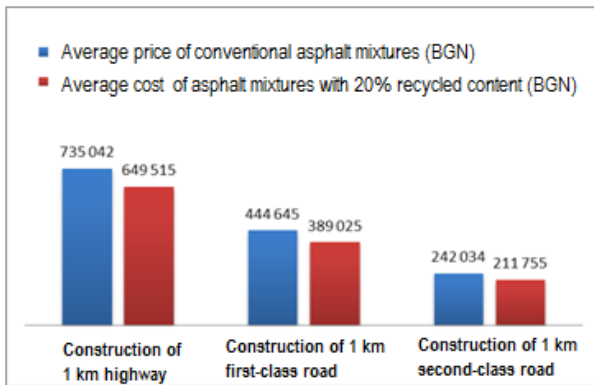 Average price of conventional asphalt mixtures (BGN)
Average cost of asphalt mixtures with 20% recycled content (BGN)
735 042
649 515
444 645
389 025
242 034
211 755
Construction of
1 km highway
Construction of 1 km
first-class road
Construction of 1 km
second-class road